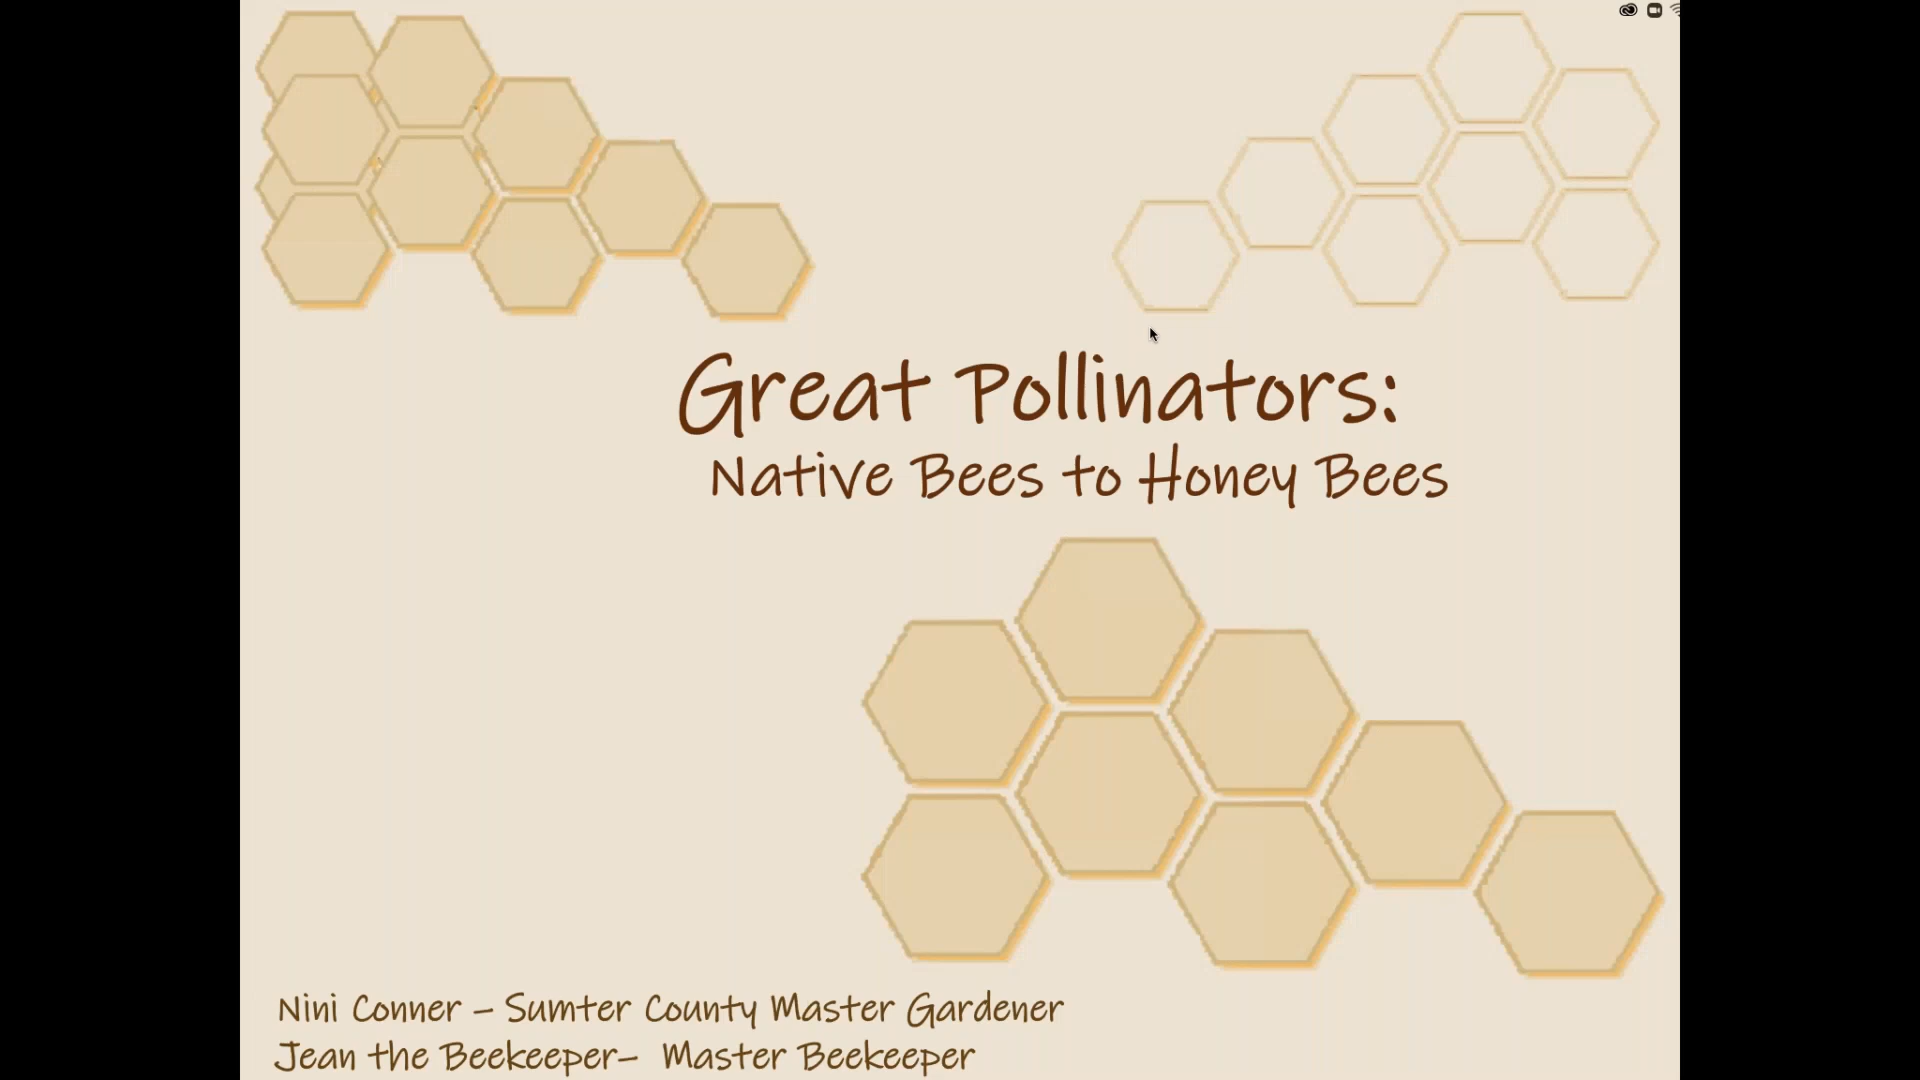 Great Pollinators:
Native Bees to Honey Bees
Nini Conner – Sumter County Master Gardener
Jean the Beekeeper– Master Beekeeper